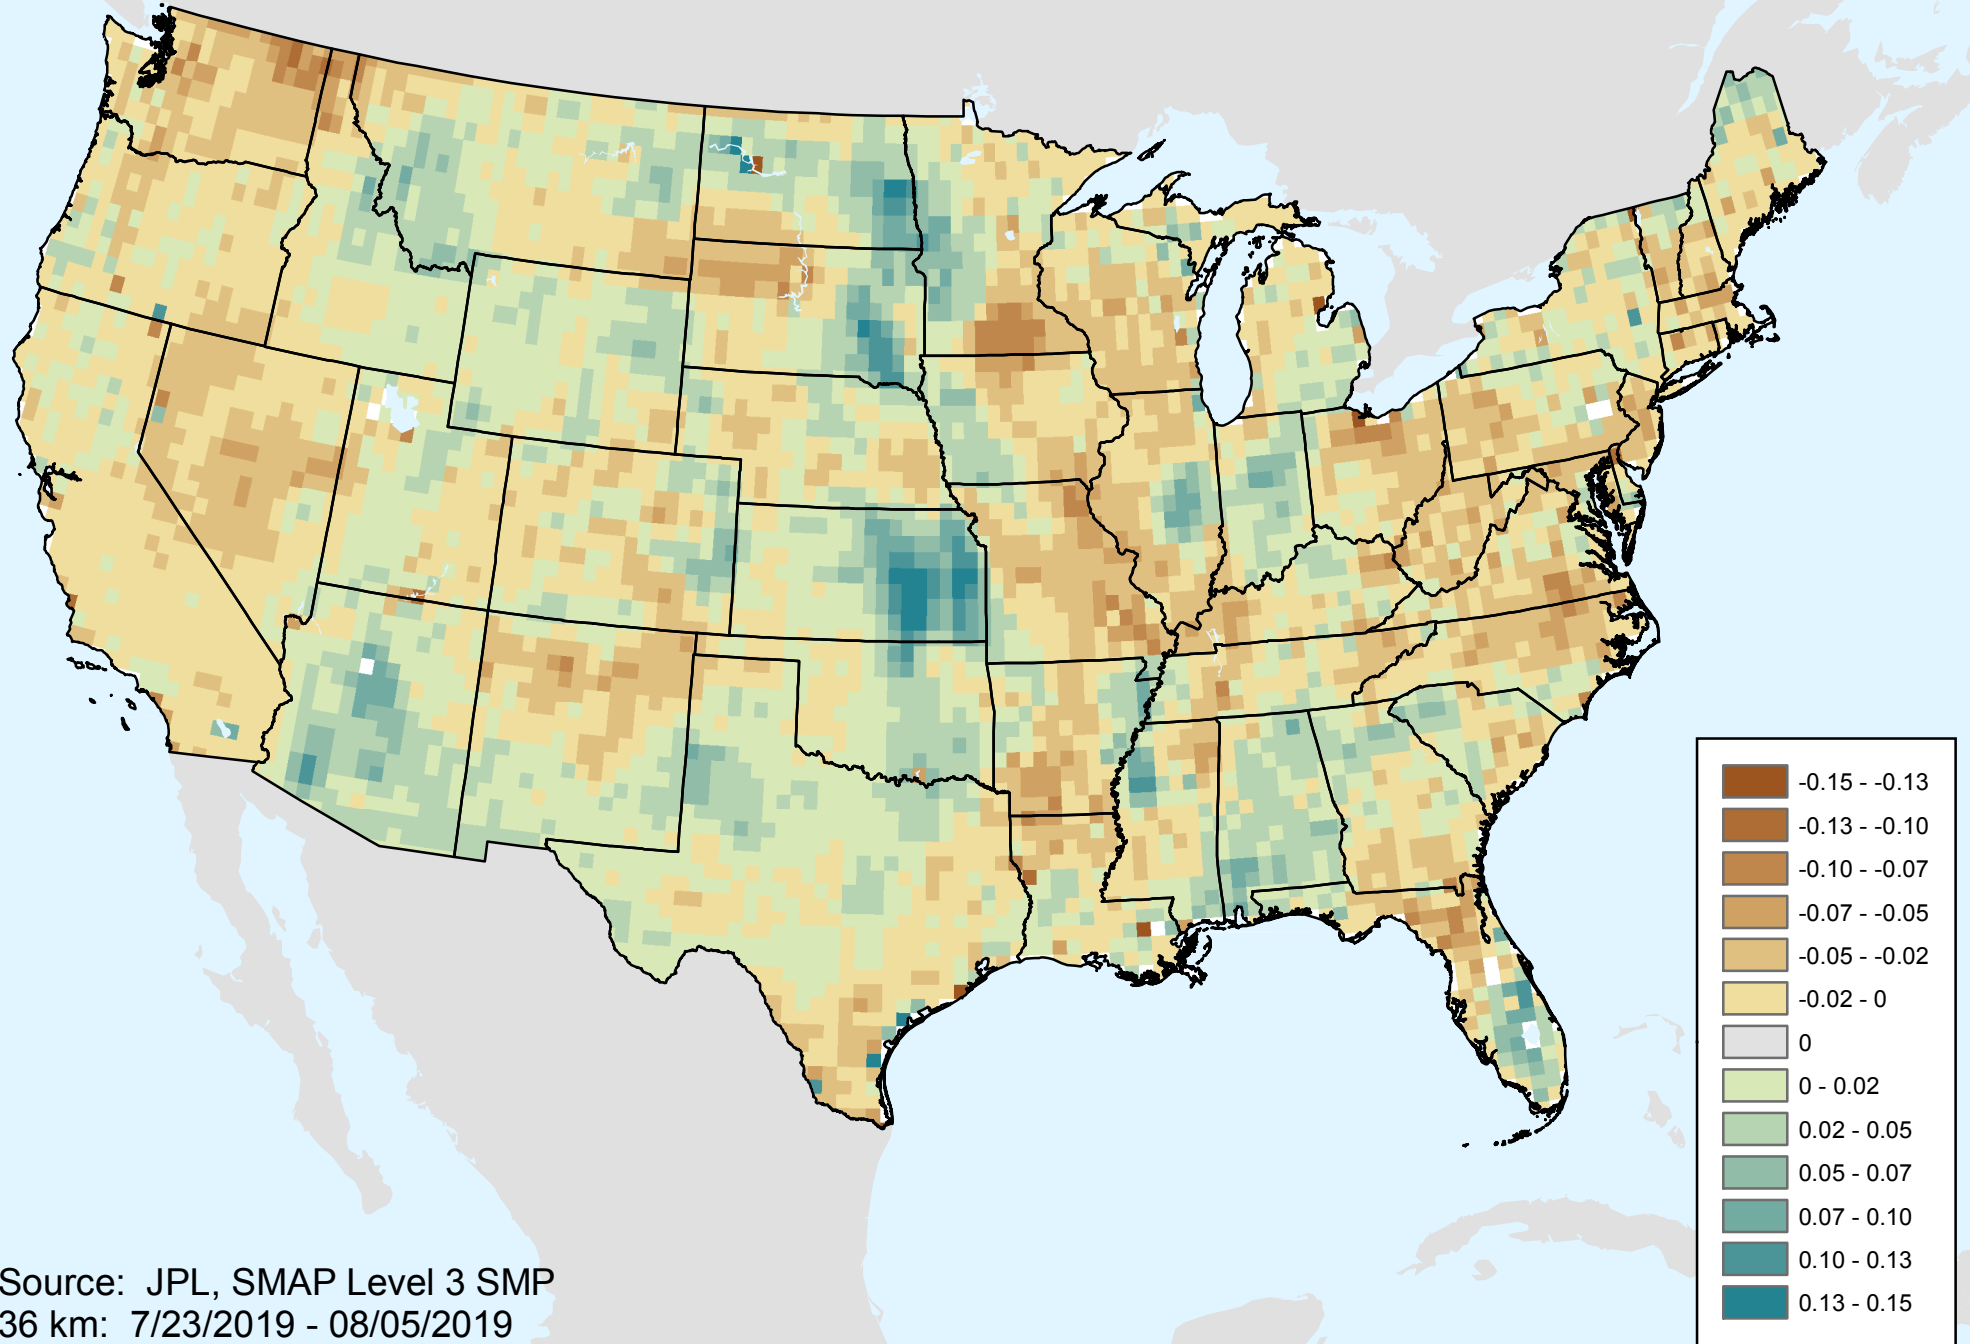 -0.15 - -0.13
-0.13 - -0.10
-0.10 - -0.07
-0.07 - -0.05
-0.05 - -0.02
-0.02 - 0
0
0 - 0.02
0.02 - 0.05
0.05 - 0.07
0.07 - 0.10
0.10 - 0.13
0.13 - 0.15
Source:  JPL, SMAP Level 3 SMP
36 km:  7/23/2019 - 08/05/2019